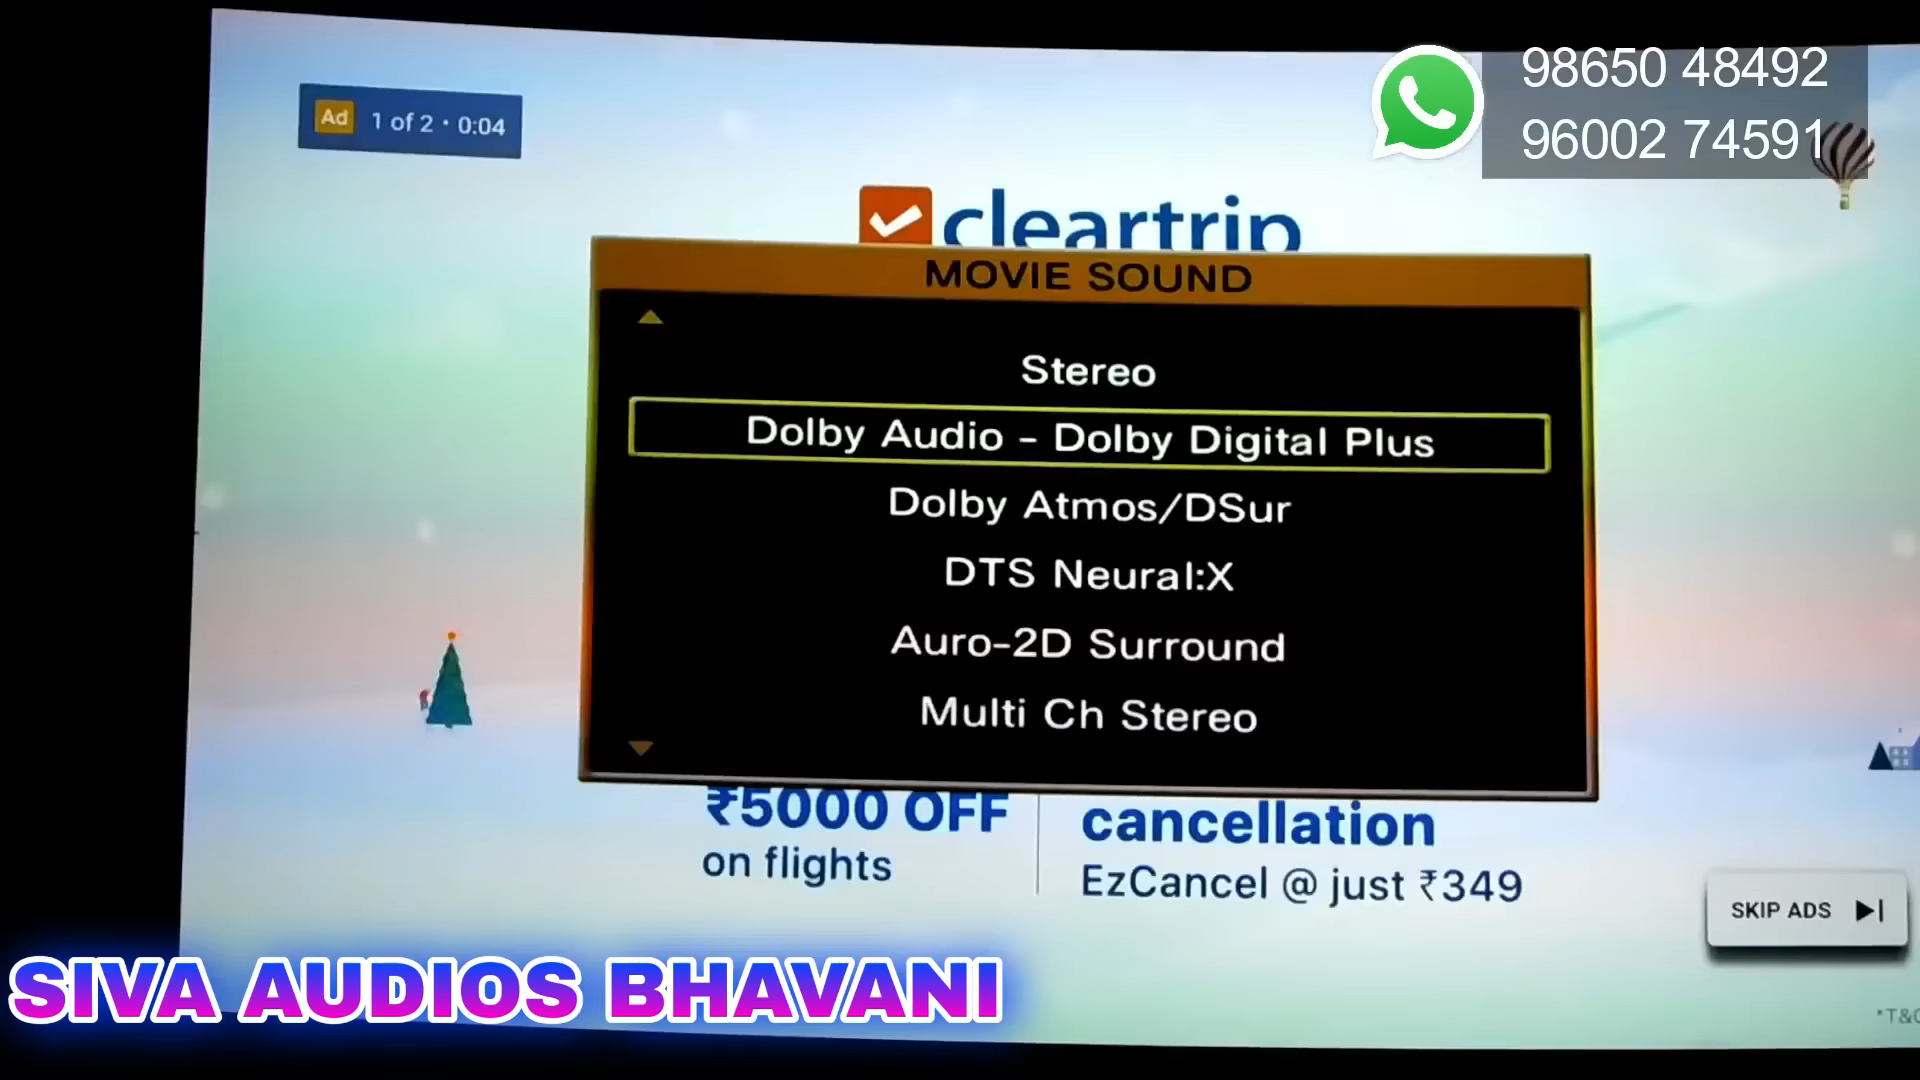 98650 48492
96002 74591
Ad 1 of 2 · 0:04
cleartrip
MOVIE SOUND
Stereo
Dolby Audio - Dolby Digital Plus
Dolby Atmos/DSur
DTS Neural:X
Auro-2D Surround
Multi Ch Stereo
₹5000 OFF
on flights
cancellation
EzCancel @ just ₹349
SKIP ADS
SIVA AUDIOS BHAVANI